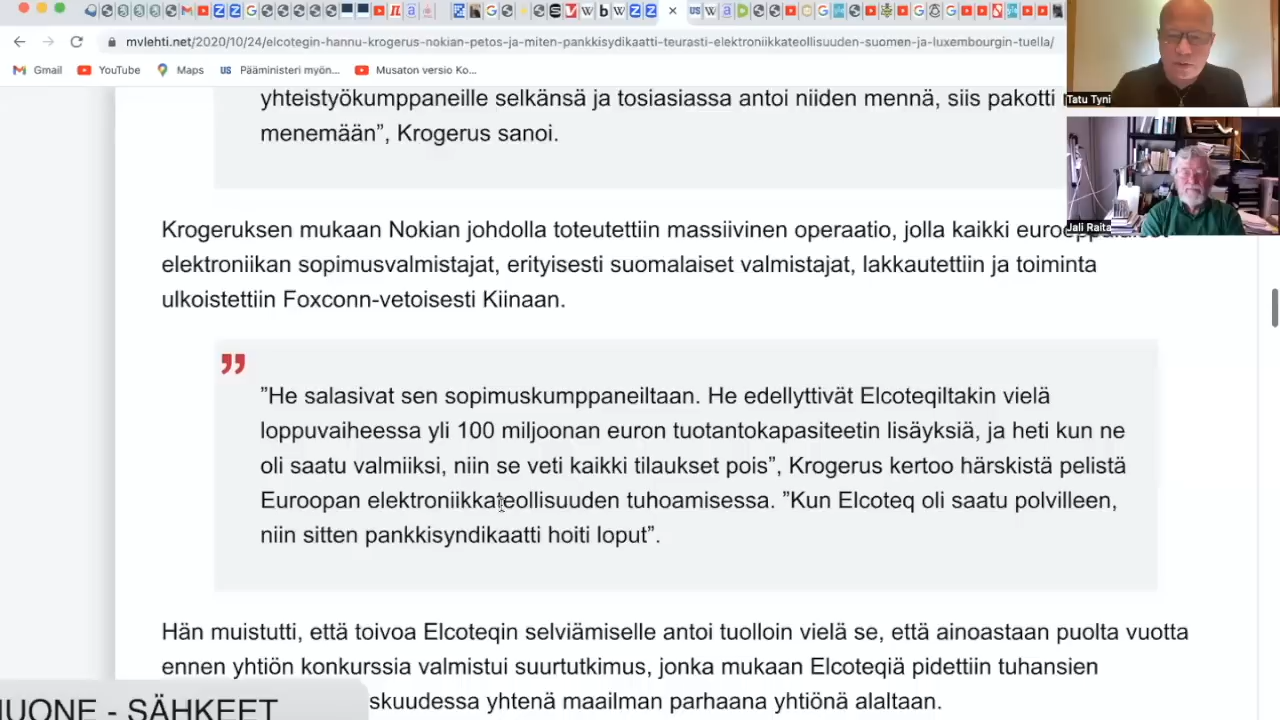 mvlehti.net/2020/10/24/elcotegin-hannu-krogerus-nokian-petos-ja-miten-pankkisydikaatti-teurasti-elektroniikkateollisuuden-suomen-ja-luxembourgin-tuella/
Gmail YouTube Maps US Pääministeri myön... Musaton versio Ko...
Tatu Tyni
Jali Raita
yhteistyökumppaneille selkänsä ja tosiasiassa antoi niiden mennä, siis pakotti
menemään”, Krogerus sanoi.
Krogeruksen mukaan Nokian johdolla toteutettiin massiivinen operaatio, jolla kaikki
elektroniikan sopimusvalmistajat, erityisesti suomalaiset valmistajat, lakkautettiin ja toiminta
ulkoistettiin Foxconn-vetoisesti Kiinaan.
”He salasivat sen sopimuskumppaneiltaan. He edellyttivät Elcoteqiltakin vielä
loppuvaiheessa yli 100 miljoonan euron tuotantokapasiteetin lisäyksiä, ja heti kun ne
oli saatu valmiiksi, niin se veti kaikki tilaukset pois”, Krogerus kertoo härskistä pelistä
Euroopan elektroniikkateollisuuden tuhoamisessa. ”Kun Elcoteq oli saatu polvilleen,
niin sitten pankkisyndikaatti hoiti loput”.
Hän muistutti, että toivoa Elcoteqin selviämiselle antoi tuolloin vielä se, että ainoastaan puolta vuotta
ennen yhtiön konkurssia valmistui suurtutkimus, jonka mukaan Elcoteqiä pidettiin tuhansien
skuudessa yhtenä maailman parhaana yhtiönä alaltaan.
HUONE - SÄHKEET